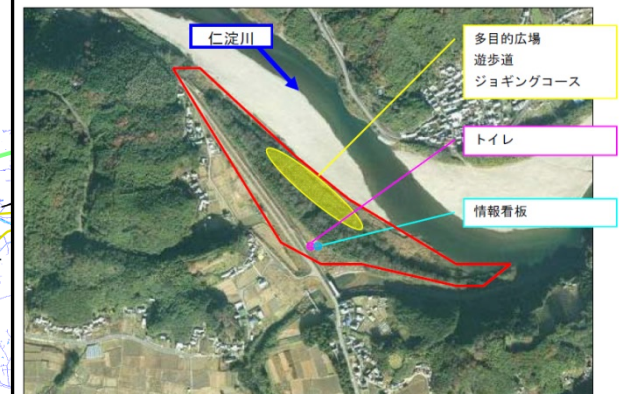 仁淀川
多目的広場
遊歩道
ジョギングコース
トイレ
情報看板